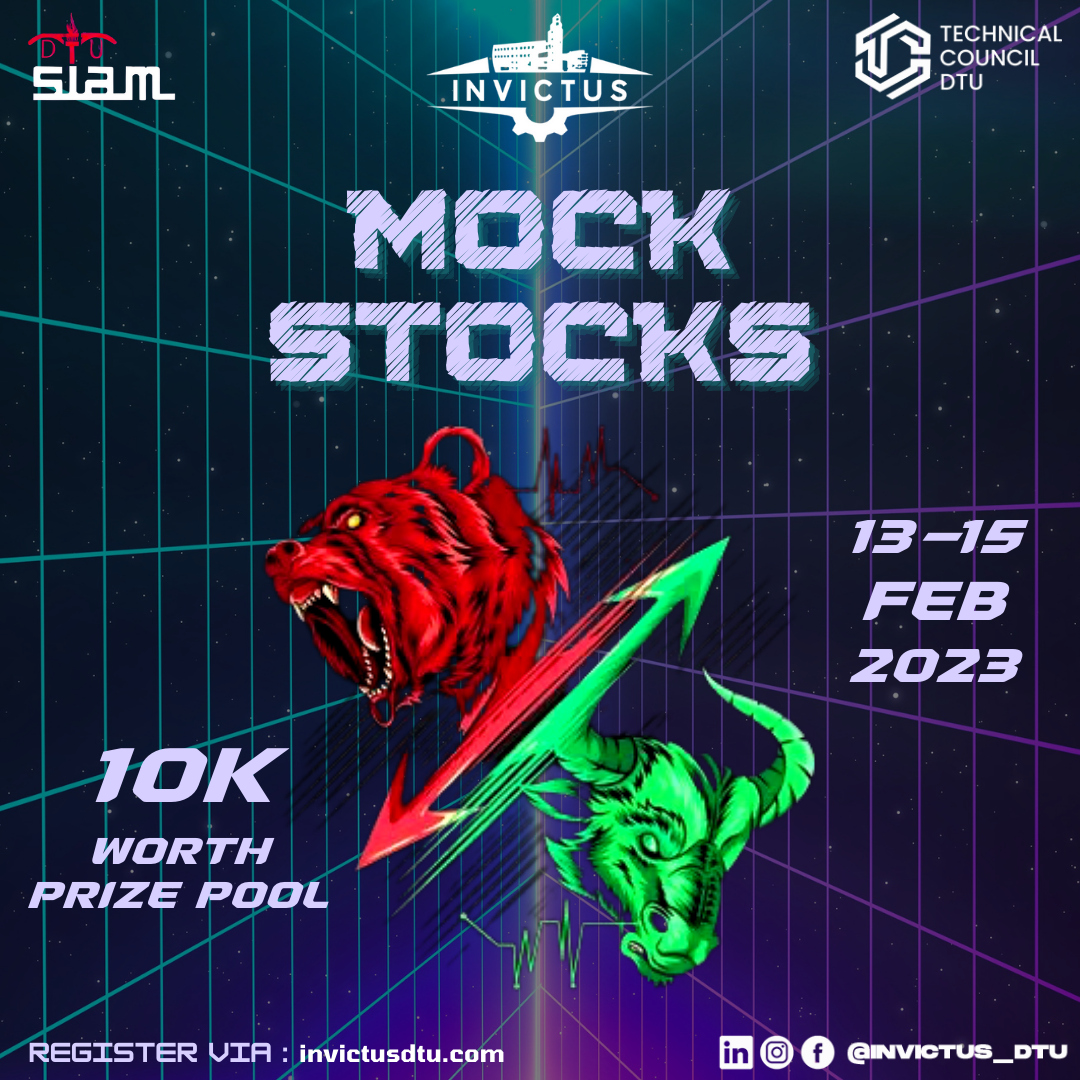 DTU
SIAM
INVICTUS
TECHNICAL
COUNCIL
DTU
MOCK
STOCKS
13-15
FEB
2023
10K
WORTH
PRIZE POOL
REGISTER VIA : invictusdtu.com
@INVICTUS_DTU